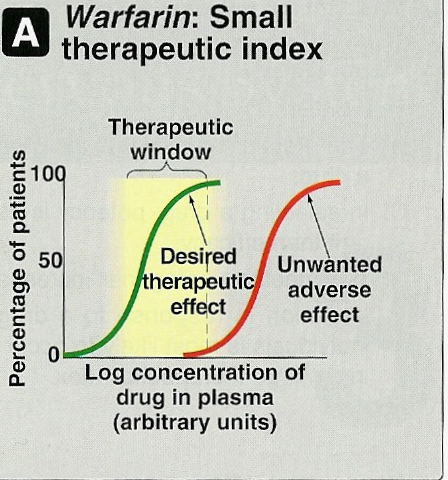 A
Warfarin: Small
therapeutic index
Therapeutic
window
100
50
0
Percentage of patients
Desired
therapeutic
effect
Unwanted
adverse
effect
Log concentration of
drug in plasma
(arbitrary units)